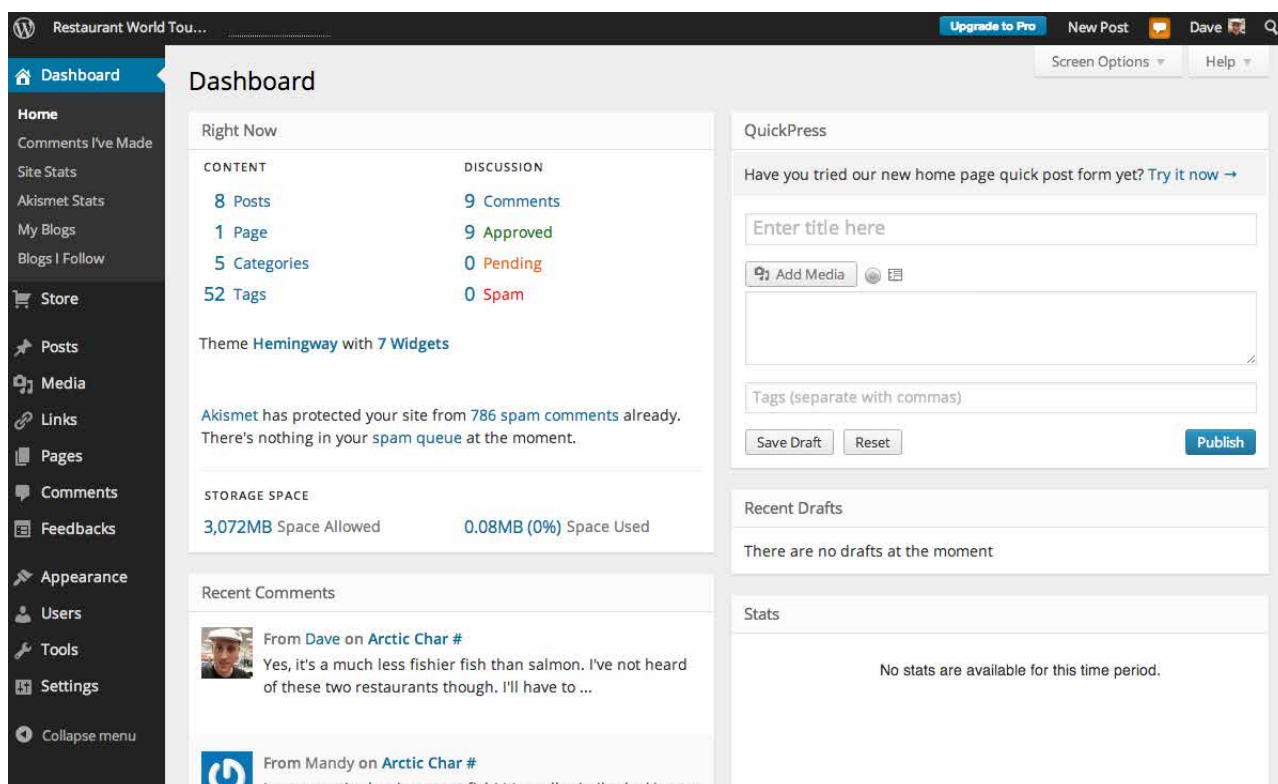 Restaurant World Tou...
Upgrade to Pro
New Post
Dave
Screen Options
Help
Dashboard
Home
Comments I've Made
Site Stats
Akismet Stats
My Blogs
Blogs I Follow
Store
Posts
Media
Links
Pages
Comments
Feedbacks
Appearance
Users
Tools
Settings
Collapse menu
Dashboard
Right Now
CONTENT
8 Posts
1 Page
5 Categories
52 Tags
DISCUSSION
9 Comments
9 Approved
0 Pending
0 Spam
Theme Hemingway with 7 Widgets
Akismet has protected your site from 786 spam comments already.
There's nothing in your spam queue at the moment.
STORAGE SPACE
3,072MB Space Allowed
0.08MB (0%) Space Used
Recent Comments
From Dave on Arctic Char #
Yes, it's a much less fishier fish than salmon. I've not heard
of these two restaurants though. I'll have to ...
From Mandy on Arctic Char #
QuickPress
Have you tried our new home page quick post form yet? Try it now →
Enter title here
Add Media
Tags (separate with commas)
Save Draft
Reset
Publish
Recent Drafts
There are no drafts at the moment
Stats
No stats are available for this time period.